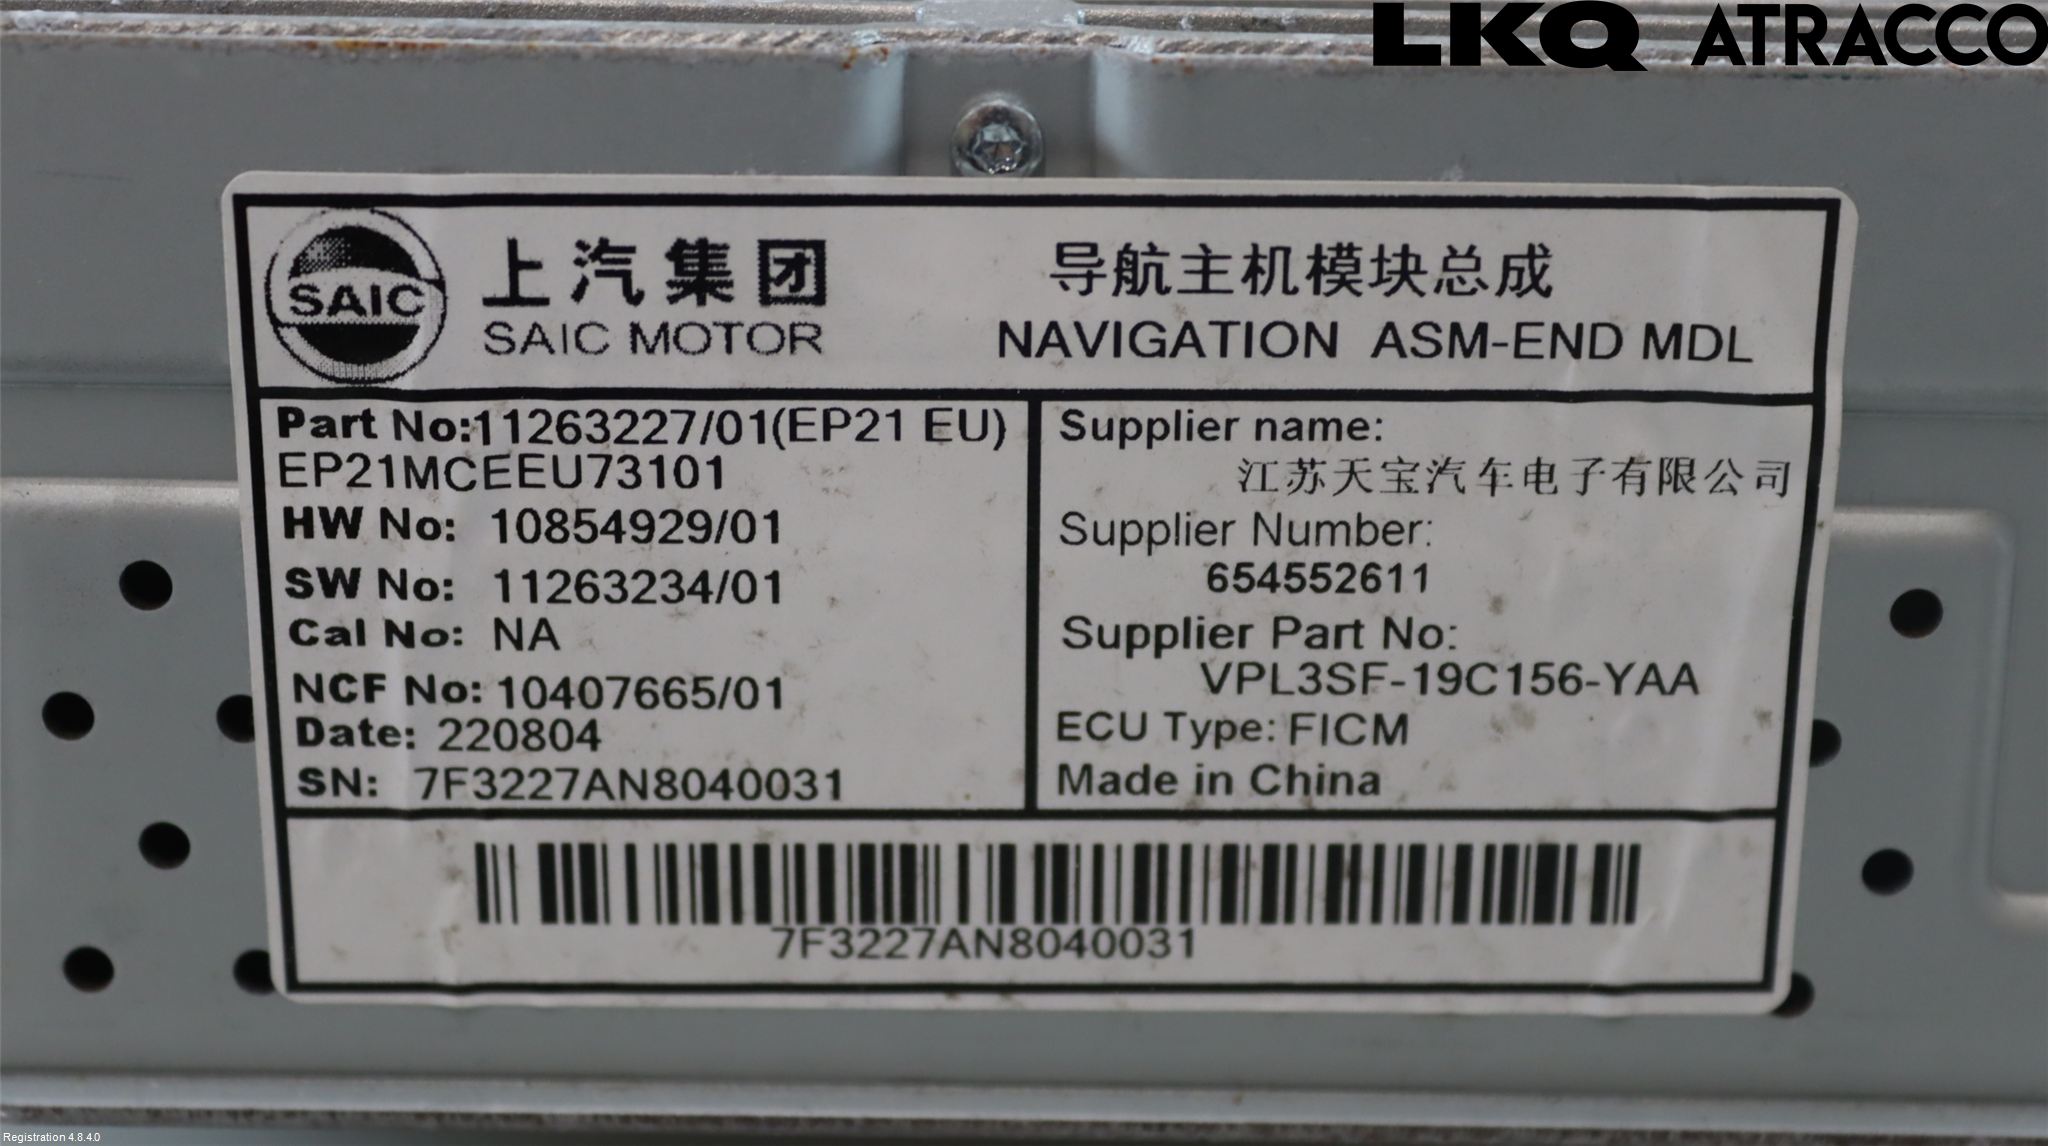 LKQ ATRACCO
SAIC
上汽集团
SAIC MOTOR
导航主机模块总成
NAVIGATION ASM-END MDL
Part No:11263227/01(EP21 EU)
EP21MCEEU73101
HW No: 10854929/01
SW No: 11263234/01
Cal No: NA
NCF No: 10407665/01
Date: 220804
SN: 7F3227AN8040031
Supplier name:
江苏天宝汽车电子有限公司
Supplier Number:
654552611
Supplier Part No:
VPL3SF-19C156-YAA
ECU Type: FICM
Made in China
7F3227AN8040031
Registration 4.8.4.0